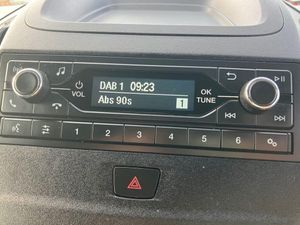 DAB 1 09:23
Abs 90s
1
VOL
OK
TUNE
1 2 3 4 5 6